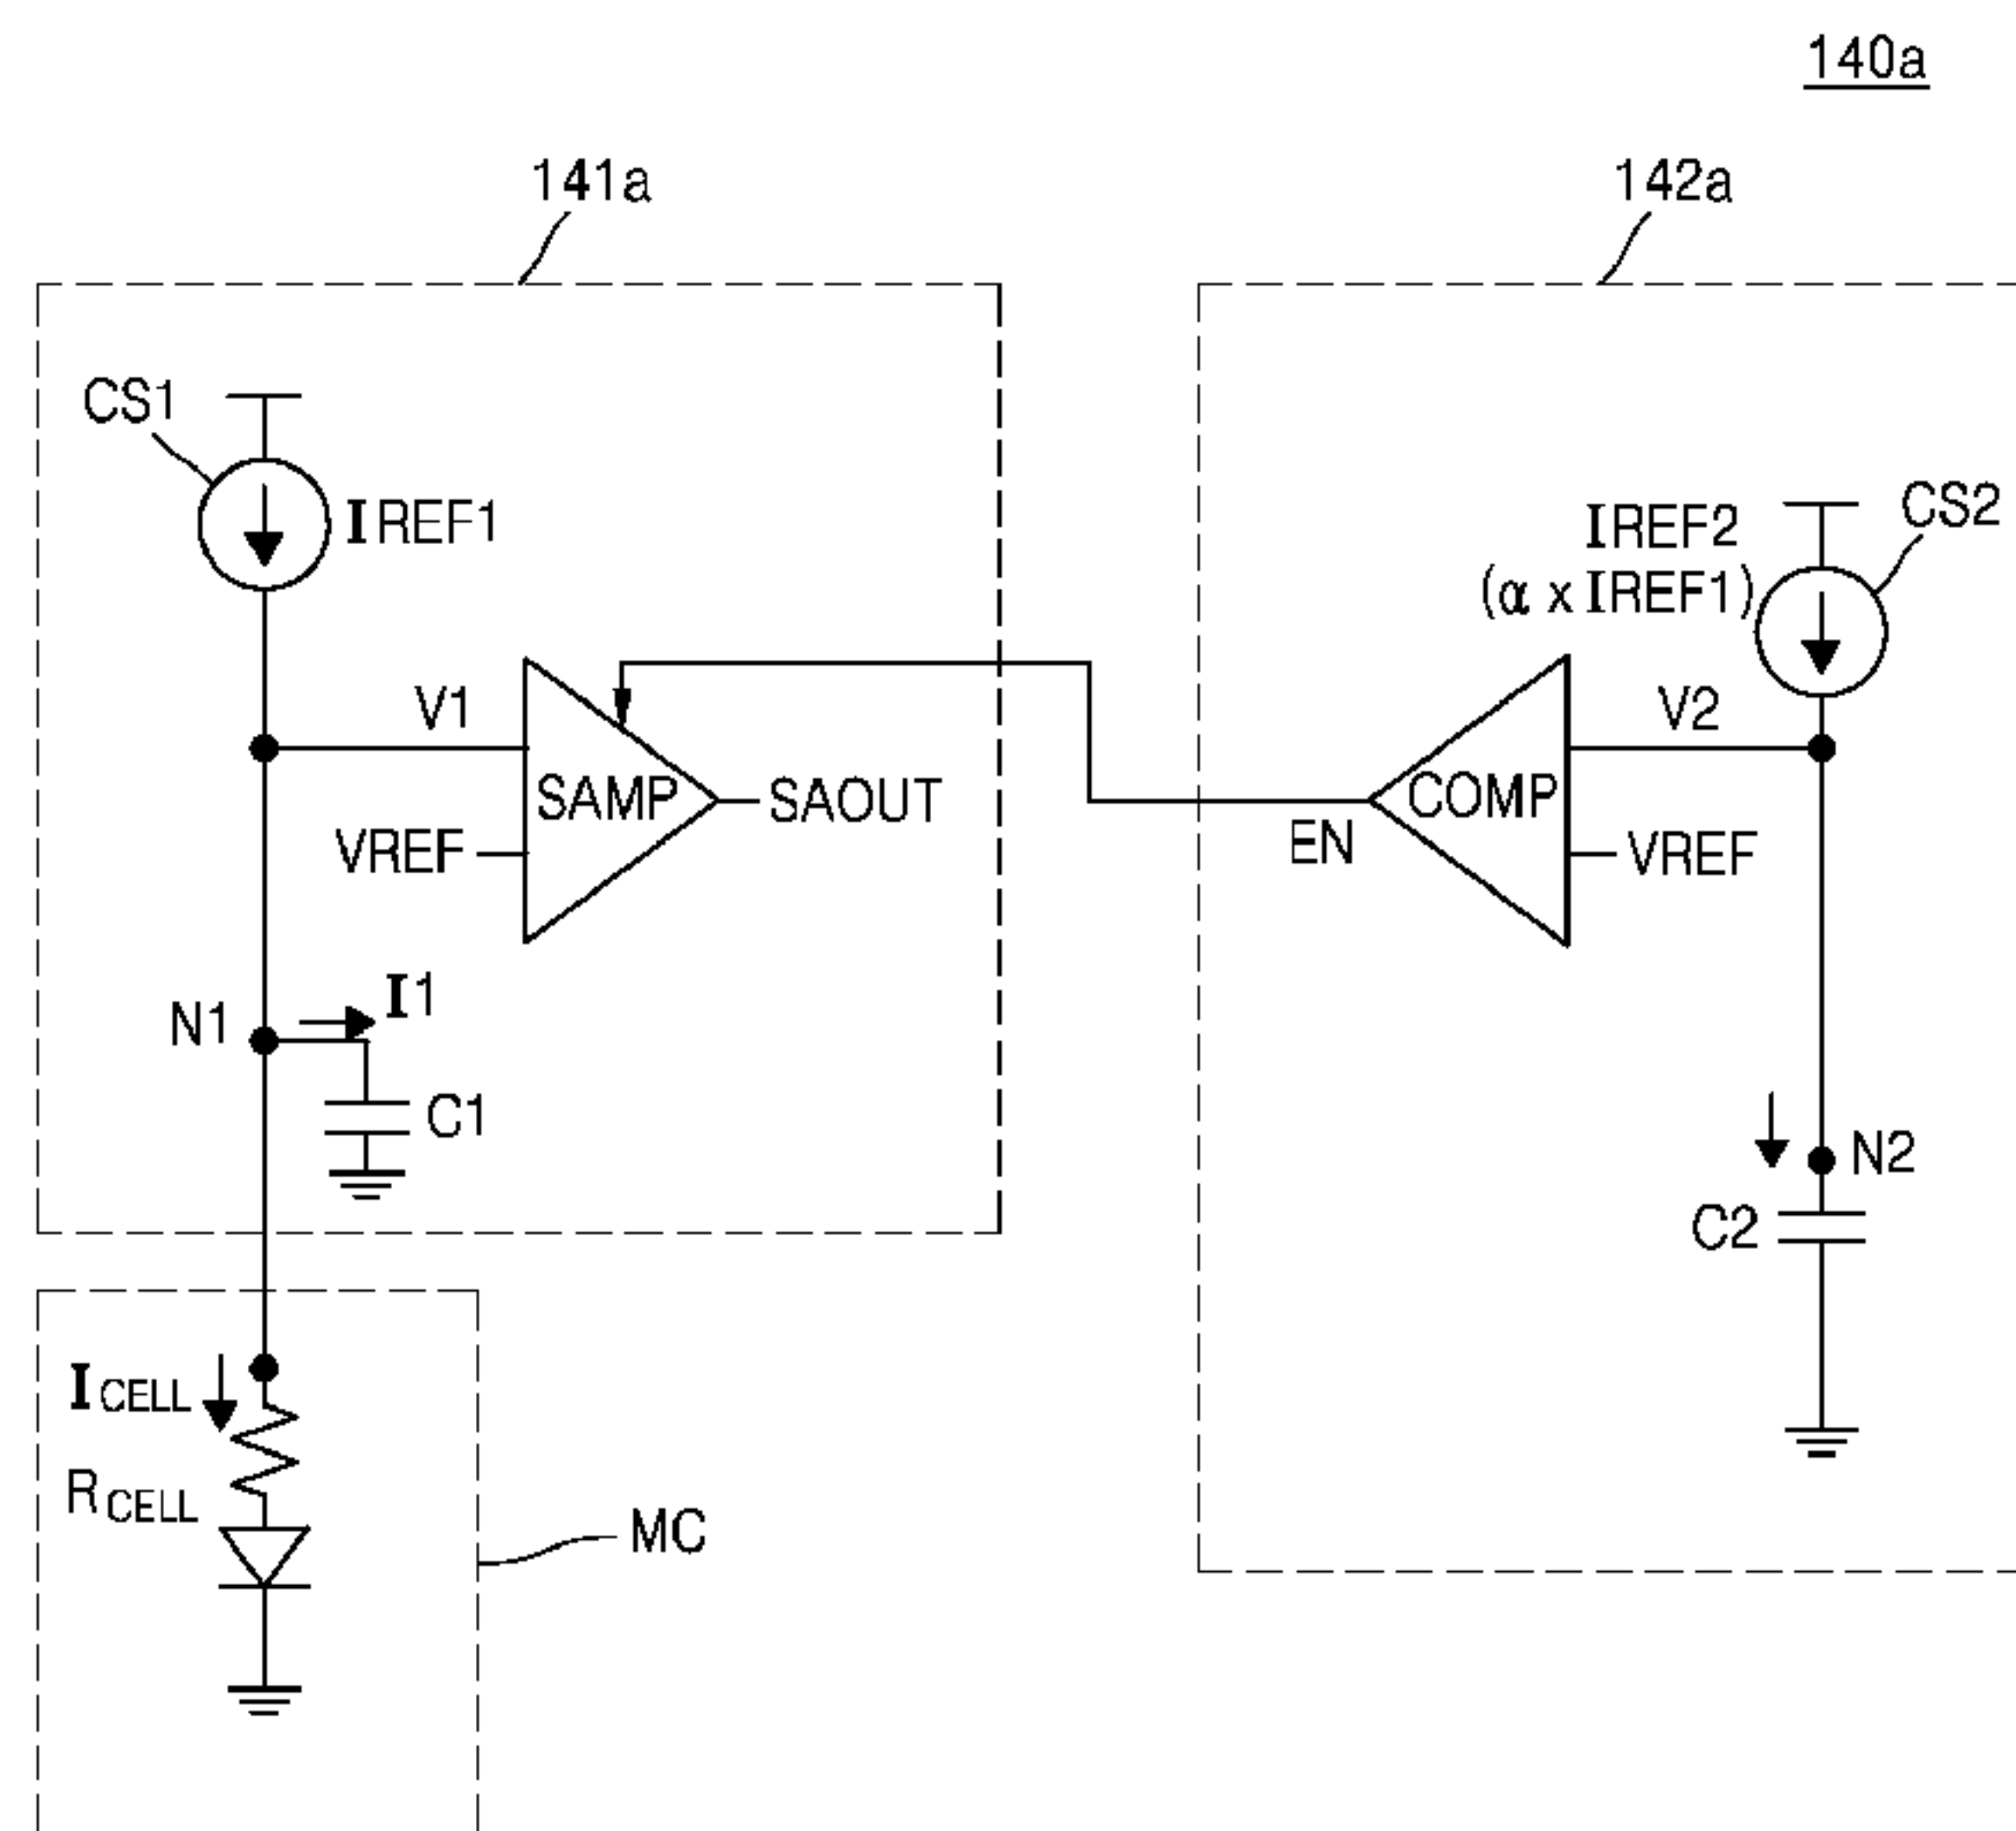 140a
141a
142a
CS1
IREF1
CS2
IREF2
(α x IREF1)
V1
V2
SAMP
SAOUT
COMP
VREF
EN
VREF
N1
I1
C1
N2
C2
ICELL
RCELL
MC